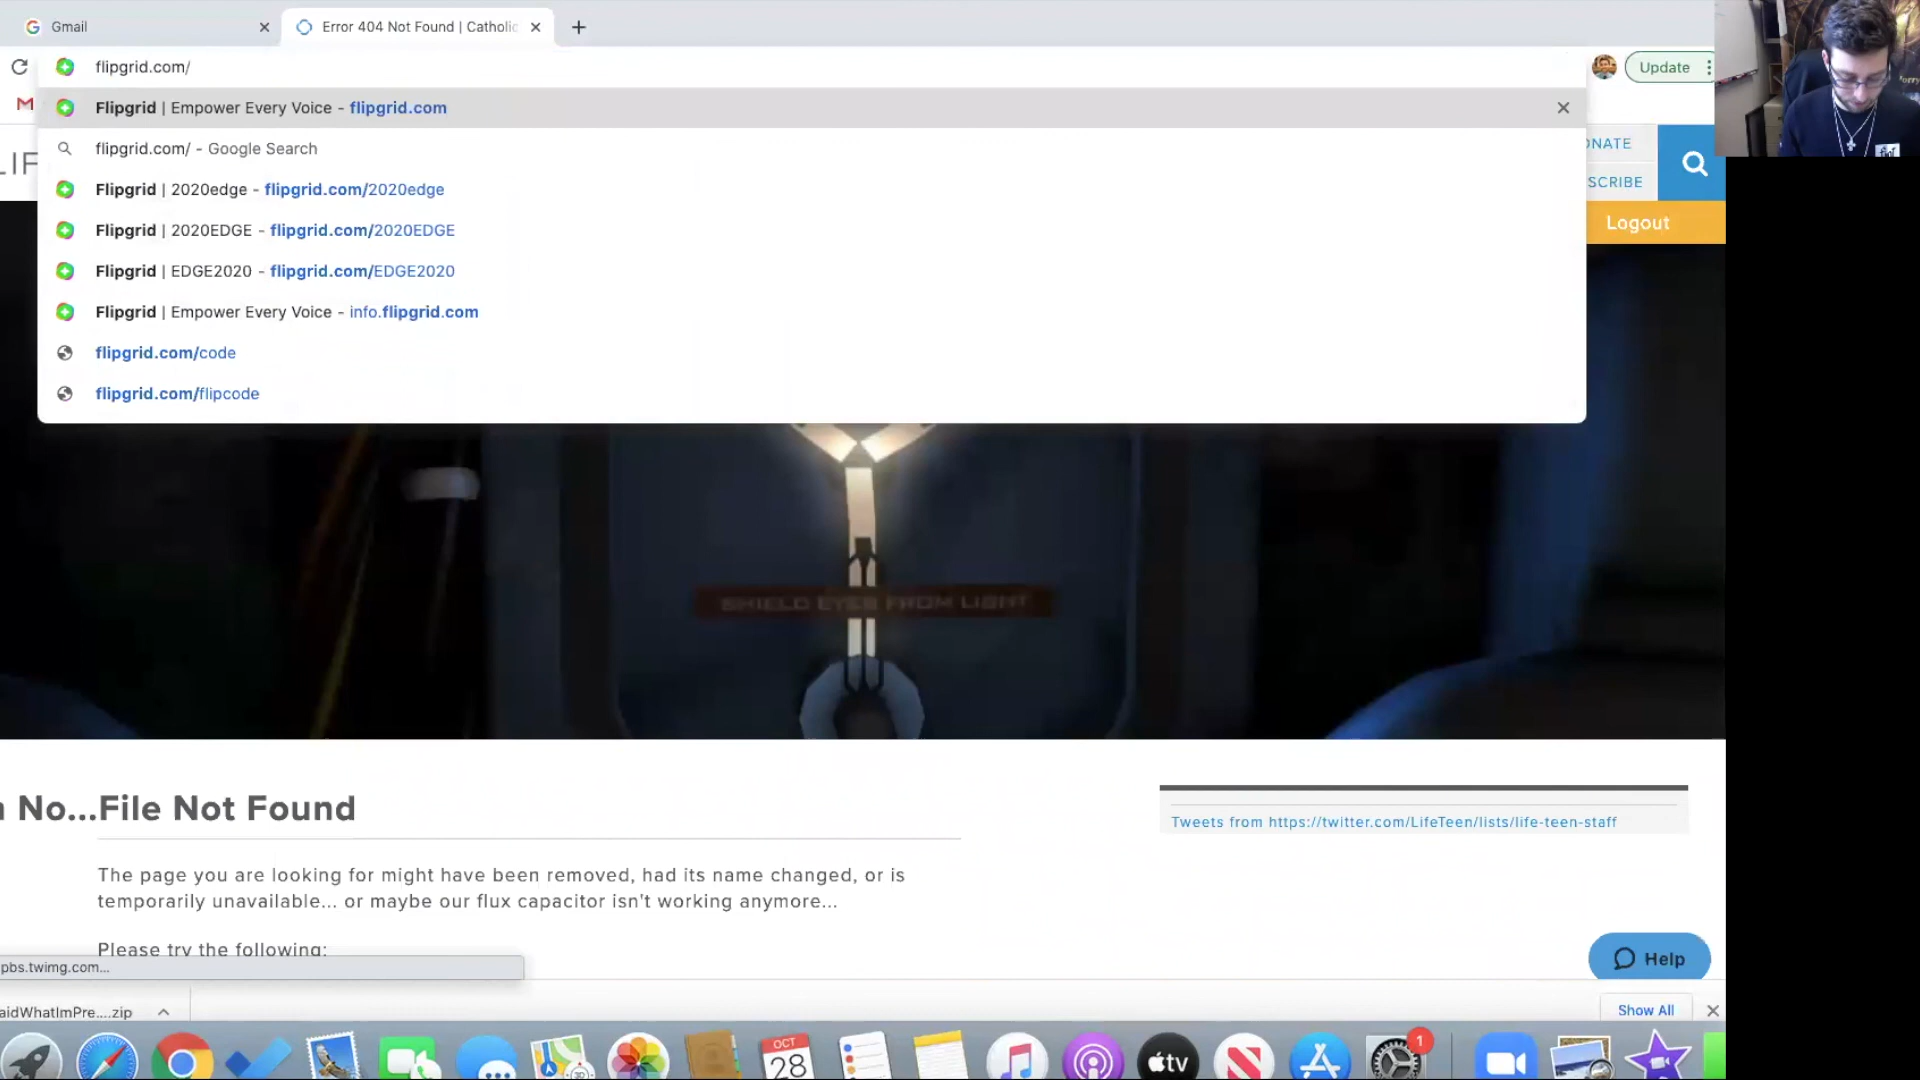 Gmail
Error 404 Not Found | Catholic
flipgrid.com/
Update
Flipgrid | Empower Every Voice - flipgrid.com
flipgrid.com/ - Google Search
Flipgrid | 2020edge - flipgrid.com/2020edge
Flipgrid | 2020EDGE - flipgrid.com/2020EDGE
Flipgrid | EDGE2020 - flipgrid.com/EDGE2020
Flipgrid | Empower Every Voice - info.flipgrid.com
flipgrid.com/code
flipgrid.com/flipcode
LIF
ONATE
SCRIBE
Logout
SHIELD EYES FROM LIGHT
No...File Not Found
Tweets from https://twitter.com/LifeTeen/lists/life-teen-staff
The page you are looking for might have been removed, had its name changed, or is
temporarily unavailable... or maybe our flux capacitor isn't working anymore...
Please try the following:
pbs.twimg.com...
Help
aidWhatImPre....zip
Show All
OCT
28
3D
tv
1